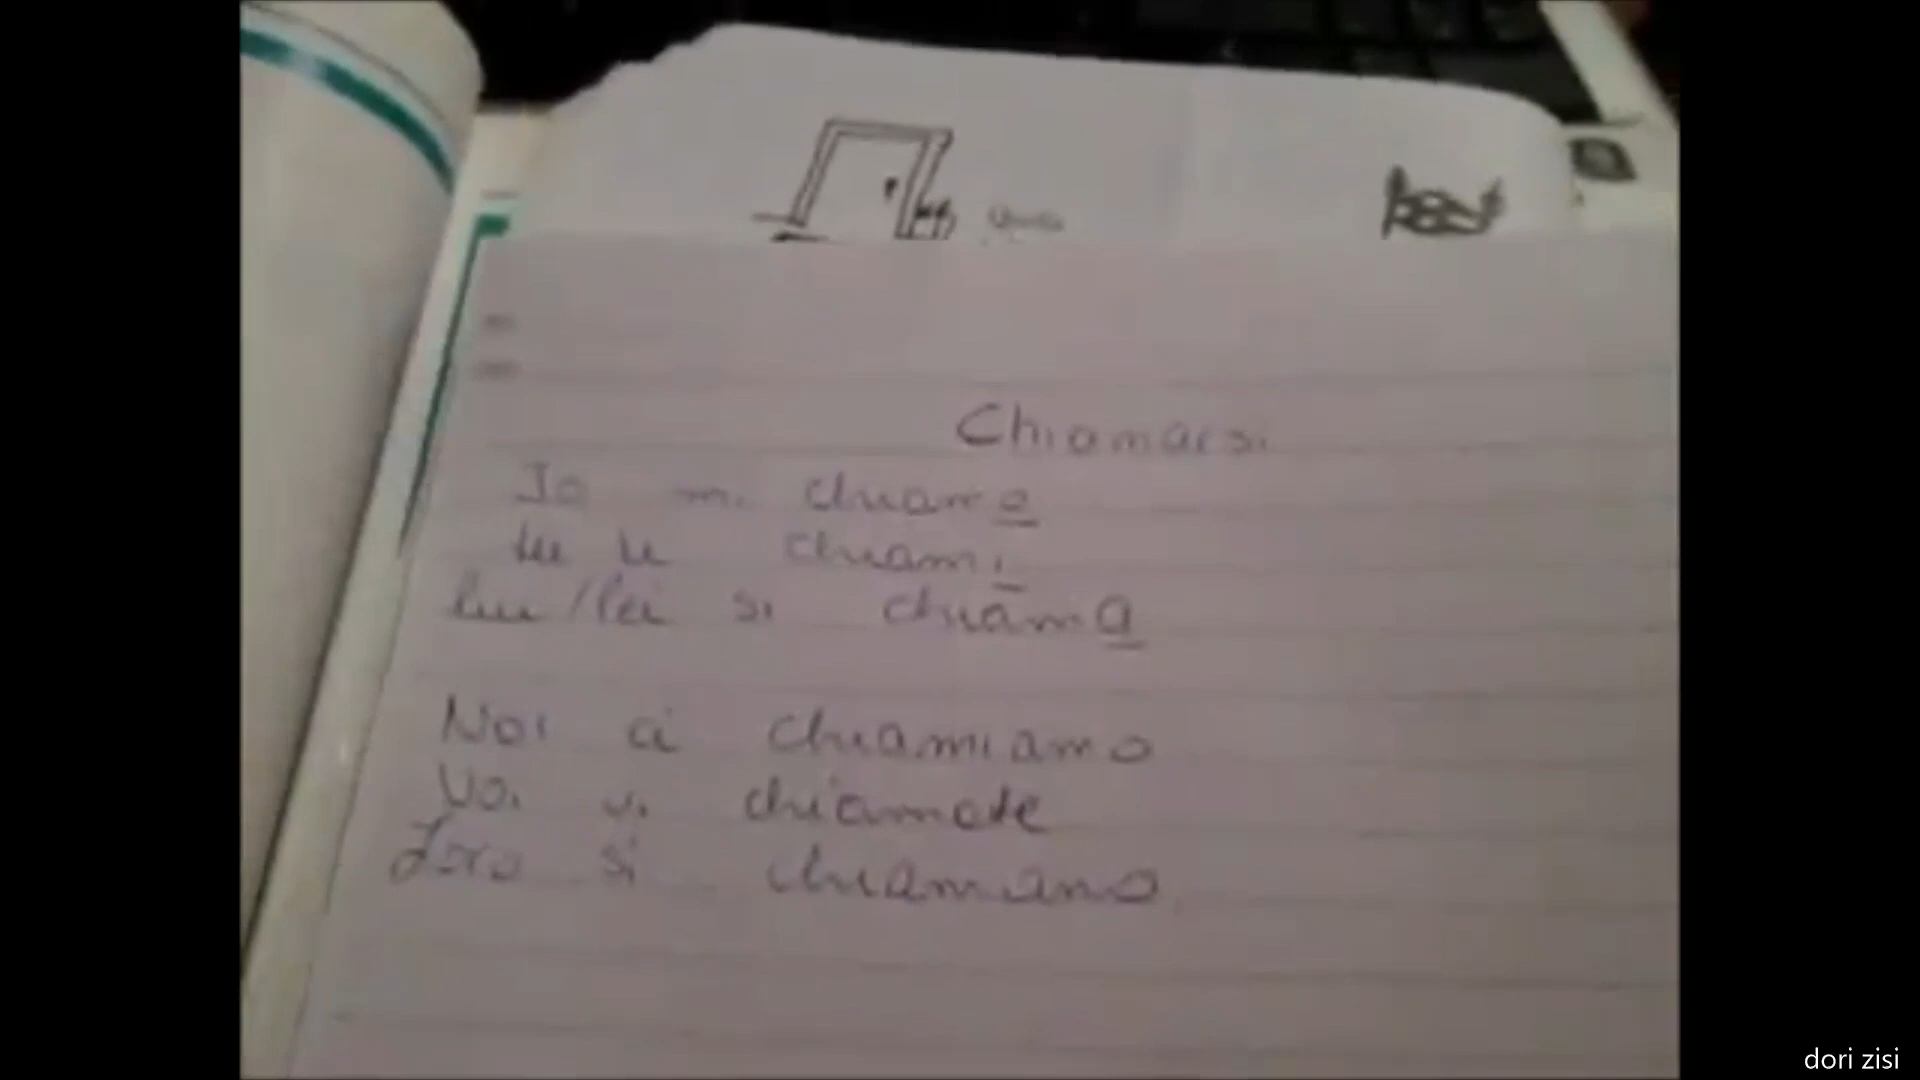 Chiamarsi
Io mi chiamo
tu ti chiami
lui/lei si chiama
Noi ci chiamiamo
Voi vi chiamate
Loro si chiamano
dori zisi